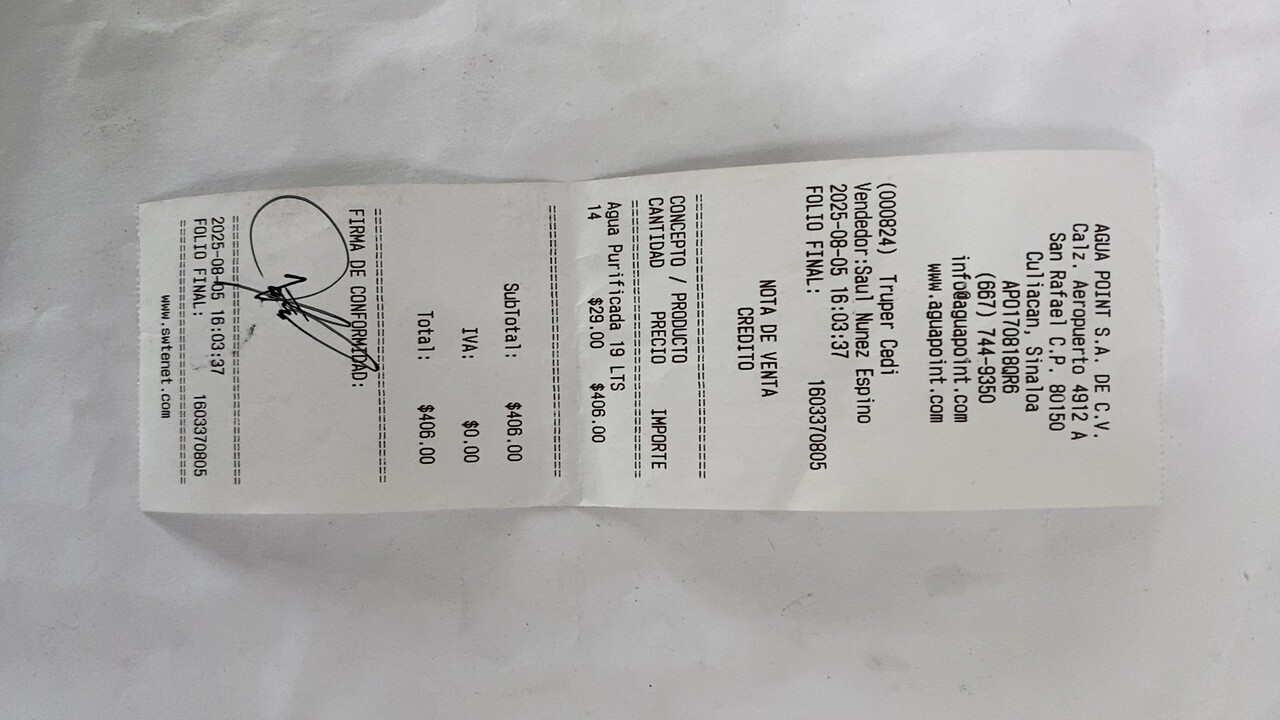 AGUA POINT S.A. DE C.V.
Calz. Aeropuerto 4912 A
San Rafael C.P. 80150
Culiacan, Sinaloa
APO170818QR6
(667) 744-9350
info@aguapoint.com
www.aguapoint.com
(000824) Truper Cedi
Vendedor:Saul Nunez Espino
2025-08-05 16:03:37
FOLIO FINAL: 1603370805
NOTA DE VENTA
CREDITO
CONCEPTO / PRODUCTO
CANTIDAD PRECIO IMPORTE
Agua Purificada 19 LTS
14 $29.00 $406.00
SubTotal: $406.00
IVA: $0.00
Total: $406.00
FIRMA DE CONFORMIDAD:
2025-08-05 16:03:37
FOLIO FINAL: 1603370805
www.swtenet.com